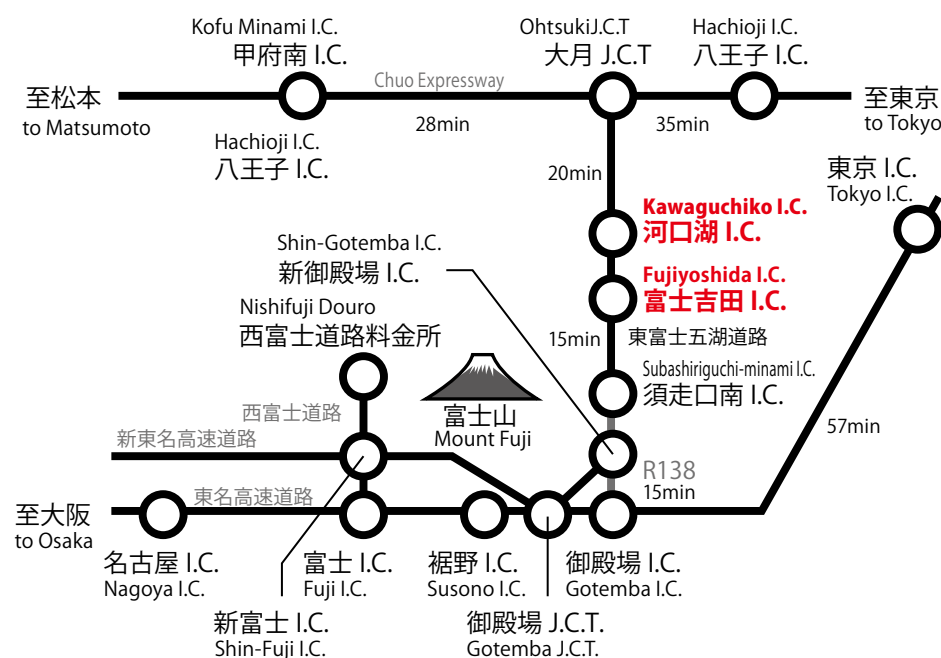 Kofu Minami I.C.
甲府南 I.C.
OhtsukiJ.C.T
大月 J.C.T
Hachioji I.C.
八王子 I.C.
至松本
to Matsumoto
Chuo Expressway
28min
35min
至東京
to Tokyo
Hachioji I.C.
八王子 I.C.
20min
東京 I.C.
Tokyo I.C.
Kawaguchiko I.C.
河口湖 I.C.
Shin-Gotemba I.C.
新御殿場 I.C.
Fujiyoshida I.C.
富士吉田 I.C.
Nishifuji Douro
西富士道路料金所
15min
東富士五湖道路
Subashiriguchi-minami I.C.
須走口南 I.C.
西富士道路
富士山
Mount Fuji
新東名高速道路
57min
R138
15min
東名高速道路
至大阪
to Osaka
名古屋 I.C.
Nagoya I.C.
富士 I.C.
Fuji I.C.
裾野 I.C.
Susono I.C.
御殿場 I.C.
Gotemba I.C.
新富士 I.C.
Shin-Fuji I.C.
御殿場 J.C.T.
Gotemba J.C.T.